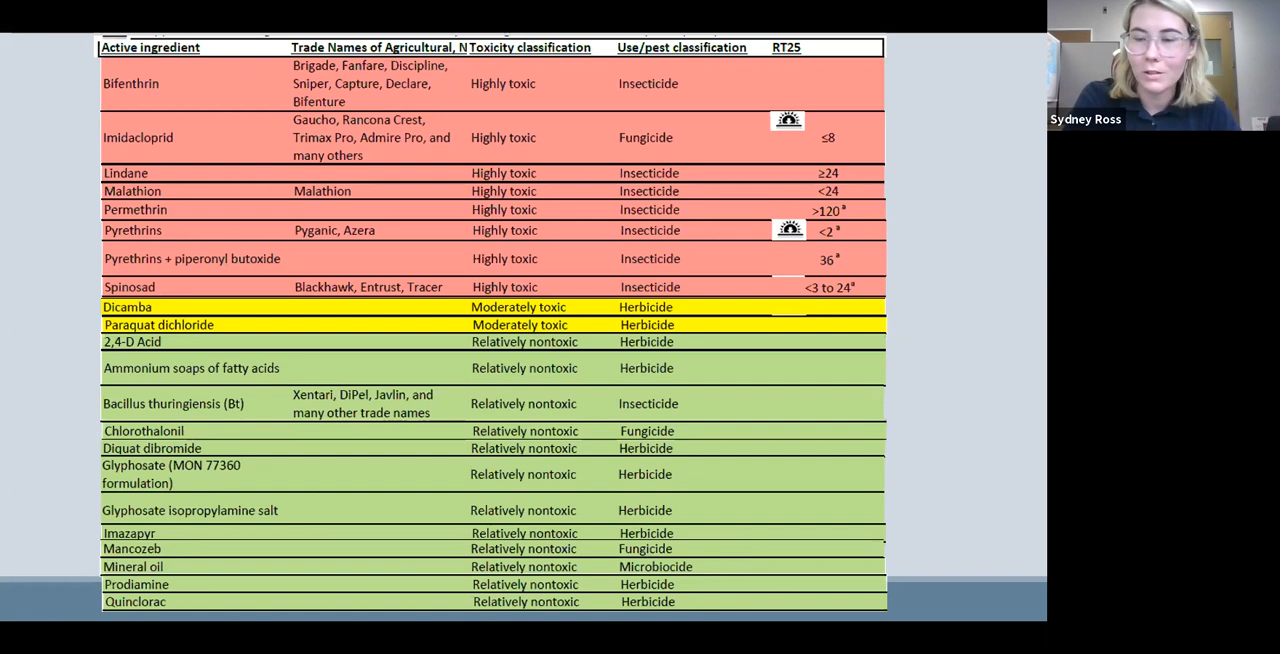 Active ingredient Trade Names of Agricultural, N Toxicity classification Use/pest classification RT25
Bifenthrin Brigade, Fanfare, Discipline, Highly toxic Insecticide
Sniper, Capture, Declare,
Bifenture
Imidacloprid Gaucho, Rancona Crest, Highly toxic Fungicide ≤8
Trimax Pro, Admire Pro, and
many others
Lindane Highly toxic Insecticide ≥24
Malathion Malathion Highly toxic Insecticide <24
Permethrin Highly toxic Insecticide >120ª
Pyrethrins Pyganic, Azera Highly toxic Insecticide <2ª
Pyrethrins + piperonyl butoxide Highly toxic Insecticide 36ª
Spinosad Blackhawk, Entrust, Tracer Highly toxic Insecticide <3 to 24ª
Dicamba Moderately toxic Herbicide
Paraquat dichloride Moderately toxic Herbicide
2,4-D Acid Relatively nontoxic Herbicide
Ammonium soaps of fatty acids Relatively nontoxic Herbicide
Bacillus thuringiensis (Bt) Xentari, DiPel, Javlin, and Relatively nontoxic Insecticide
many other trade names
Chlorothalonil Relatively nontoxic Fungicide
Diquat dibromide Relatively nontoxic Herbicide
Glyphosate (MON 77360 Relatively nontoxic Herbicide
formulation)
Glyphosate isopropylamine salt Relatively nontoxic Herbicide
Imazapyr Relatively nontoxic Herbicide
Mancozeb Relatively nontoxic Fungicide
Mineral oil Relatively nontoxic Microbiocide
Prodiamine Relatively nontoxic Herbicide
Quinclorac Relatively nontoxic Herbicide
Sydney Ross